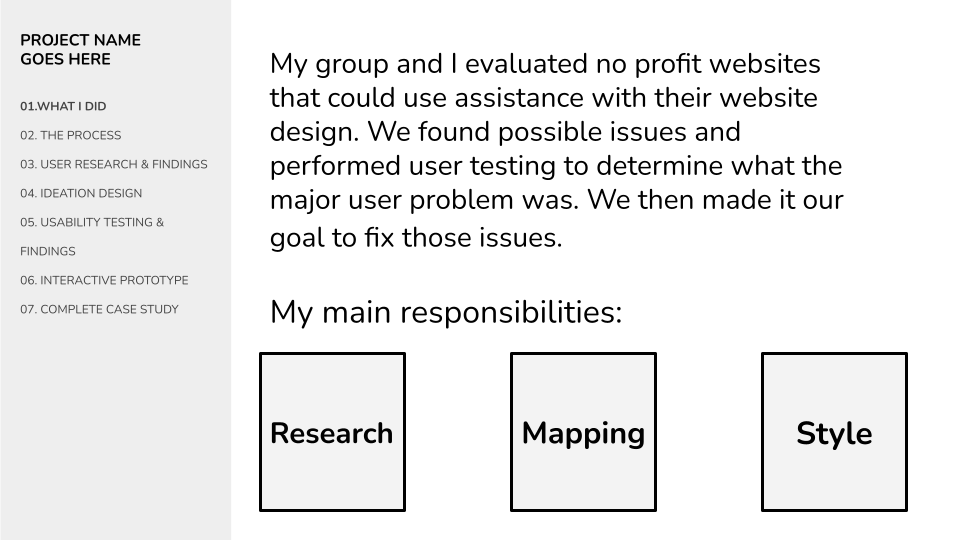 PROJECT NAME
GOES HERE
01.WHAT I DID
02. THE PROCESS
03. USER RESEARCH & FINDINGS
04. IDEATION DESIGN
05. USABILITY TESTING &
FINDINGS
06. INTERACTIVE PROTOTYPE
07. COMPLETE CASE STUDY
My group and I evaluated no profit websites
that could use assistance with their website
design. We found possible issues and
performed user testing to determine what the
major user problem was. We then made it our
goal to fix those issues.
My main responsibilities:
Research
Mapping
Style